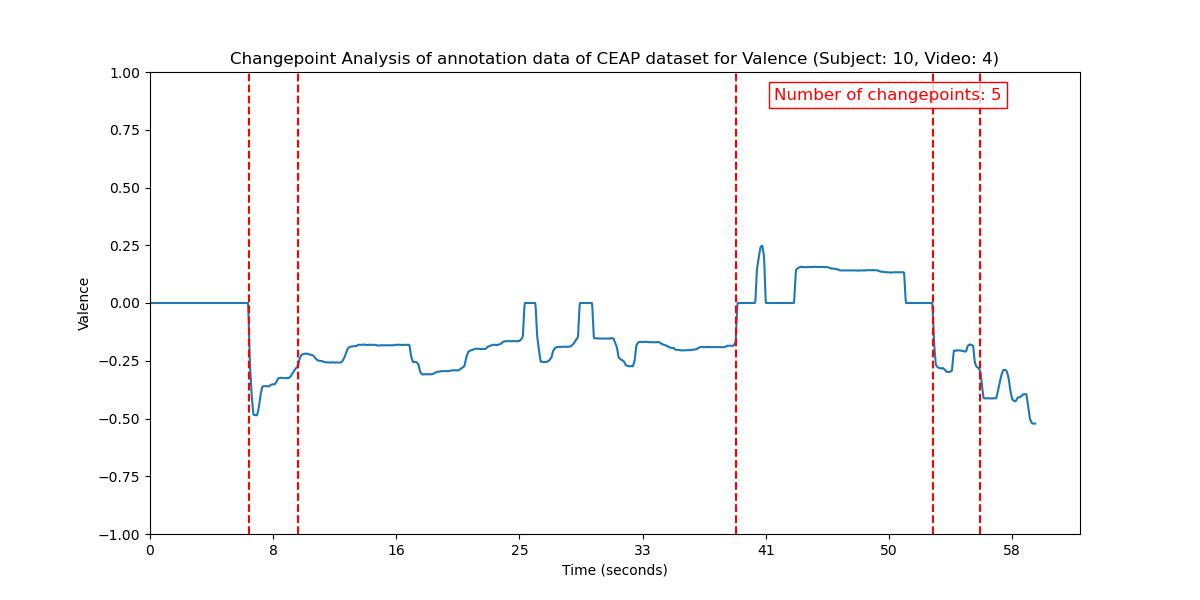 Changepoint Analysis of annotation data of CEAP dataset for Valence (Subject: 10, Video: 4)
Number of changepoints: 5
Valence
1.00
0.75
0.50
0.25
0.00
−0.25
−0.50
−0.75
−1.00
0 8 16 25 33 41 50 58
Time (seconds)